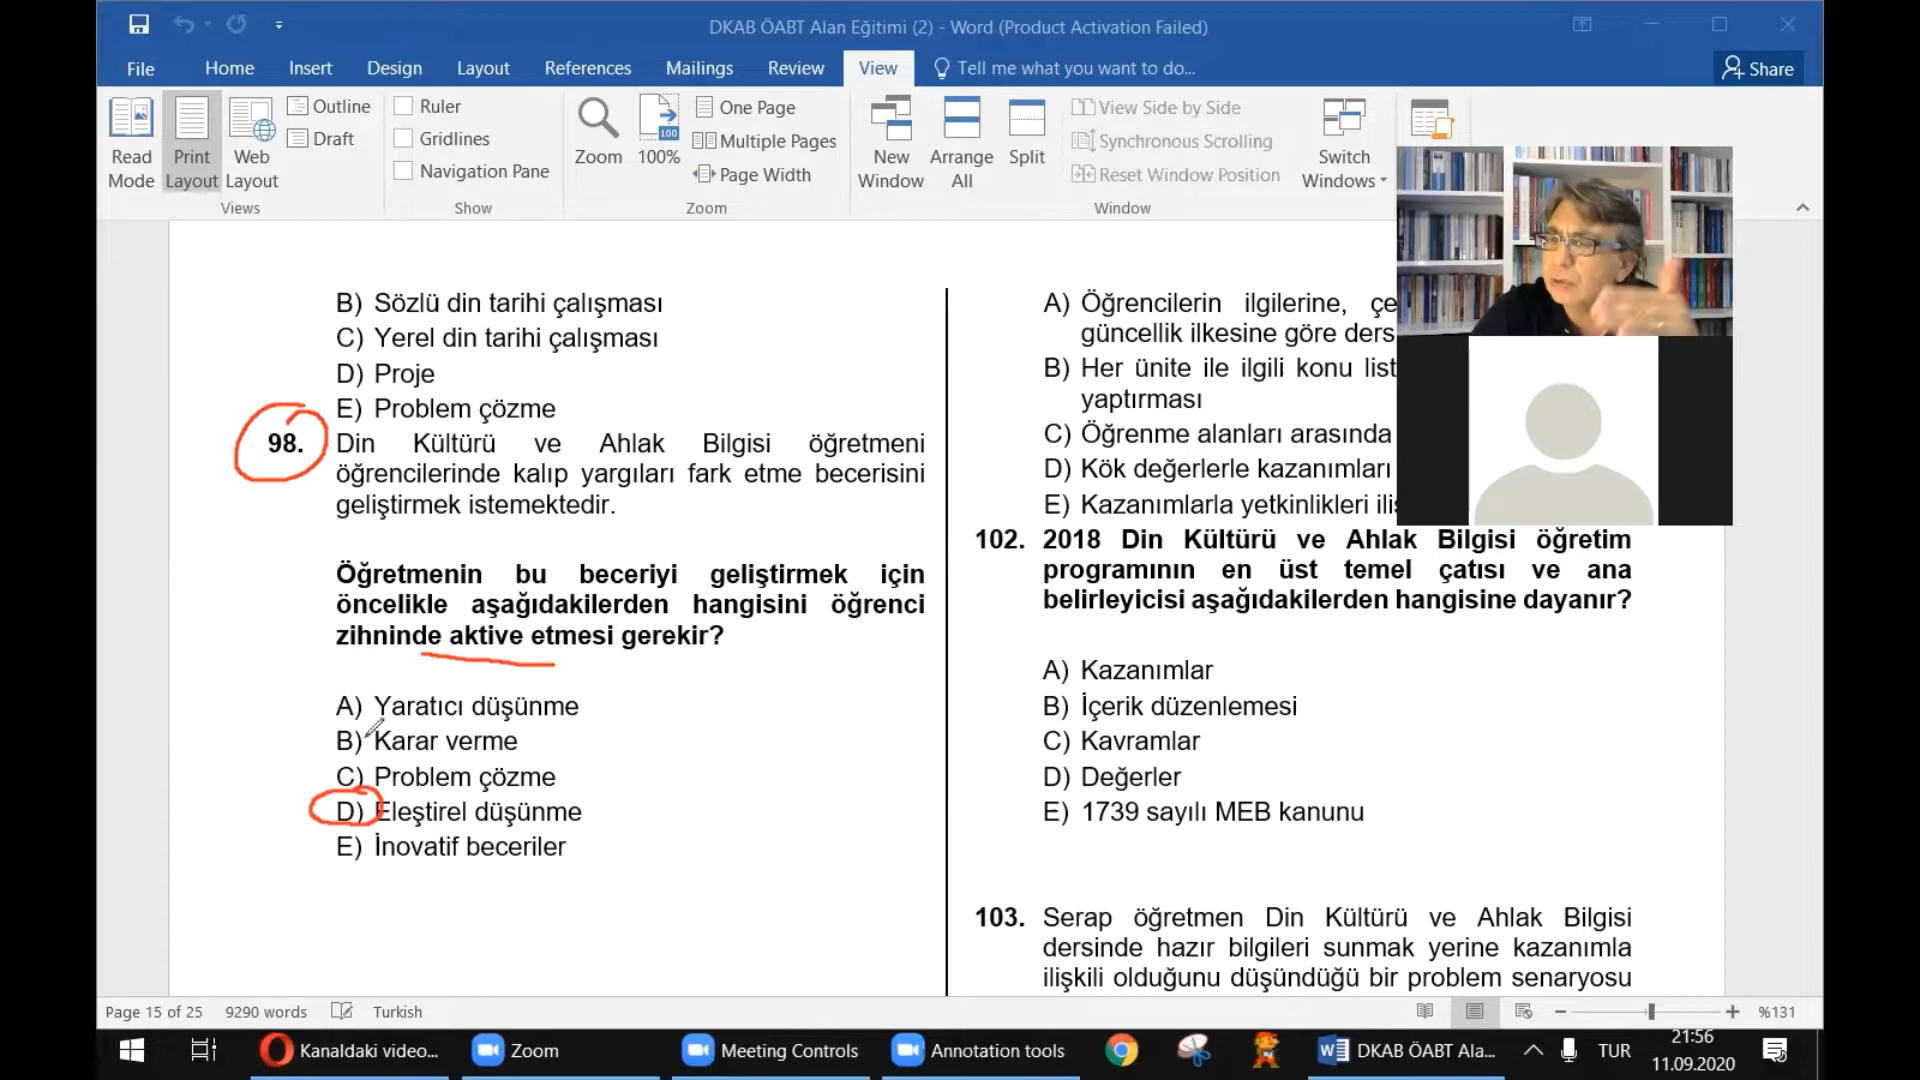 DKAB ÖABT Alan Eğitimi (2) - Word (Product Activation Failed)
File Home Insert Design Layout References Mailings Review View Tell me what you want to do... Share
Read Mode
Print Layout
Web Layout
Outline
Draft
Views
Ruler
Gridlines
Navigation Pane
Show
Zoom
100
100%
One Page
Multiple Pages
Page Width
Zoom
New Window
Arrange All
Split
View Side by Side
Synchronous Scrolling
Reset Window Position
Window
Switch Windows
B) Sözlü din tarihi çalışması
C) Yerel din tarihi çalışması
D) Proje
E) Problem çözme
98. Din Kültürü ve Ahlak Bilgisi öğretmeni
öğrencilerinde kalıp yargıları fark etme becerisini
geliştirmek istemektedir.
Öğretmenin bu beceriyi geliştirmek için
öncelikle aşağıdakilerden hangisini öğrenci
zihninde aktive etmesi gerekir?
A) Yaratıcı düşünme
B) Karar verme
C) Problem çözme
D) Eleştirel düşünme
E) İnovatif beceriler
A) Öğrencilerin ilgilerine, çe
güncellik ilkesine göre ders
B) Her ünite ile ilgili konu list
yaptırması
C) Öğrenme alanları arasında
D) Kök değerlerle kazanımları
E) Kazanımlarla yetkinlikleri iliş
102. 2018 Din Kültürü ve Ahlak Bilgisi öğretim
programının en üst temel çatısı ve ana
belirleyicisi aşağıdakilerden hangisine dayanır?
A) Kazanımlar
B) İçerik düzenlemesi
C) Kavramlar
D) Değerler
E) 1739 sayılı MEB kanunu
103. Serap öğretmen Din Kültürü ve Ahlak Bilgisi
dersinde hazır bilgileri sunmak yerine kazanımla
ilişkili olduğunu düşündüğü bir problem senaryosu
Page 15 of 25 9290 words Turkish %131
Kanaldaki video... Zoom Meeting Controls Annotation tools DKAB ÖABT Ala... TUR
21:56
11.09.2020